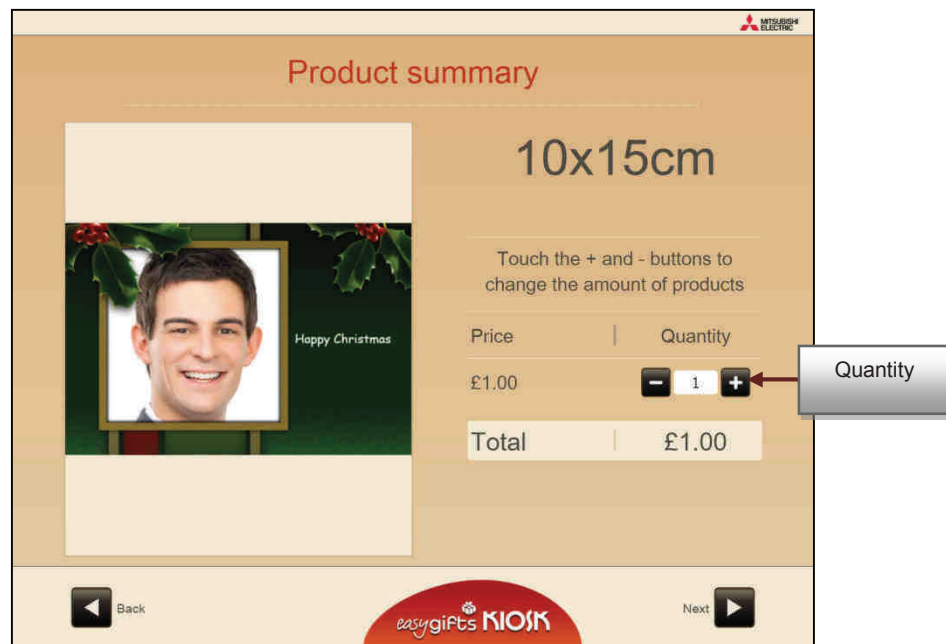 MITSUBISHI
ELECTRIC
Product summary
10x15cm
Touch the + and - buttons to
change the amount of products
Price | Quantity
£1.00 - 1 +
Total | £1.00
Happy Christmas
Quantity
Back
easygifts KIOSK
Next